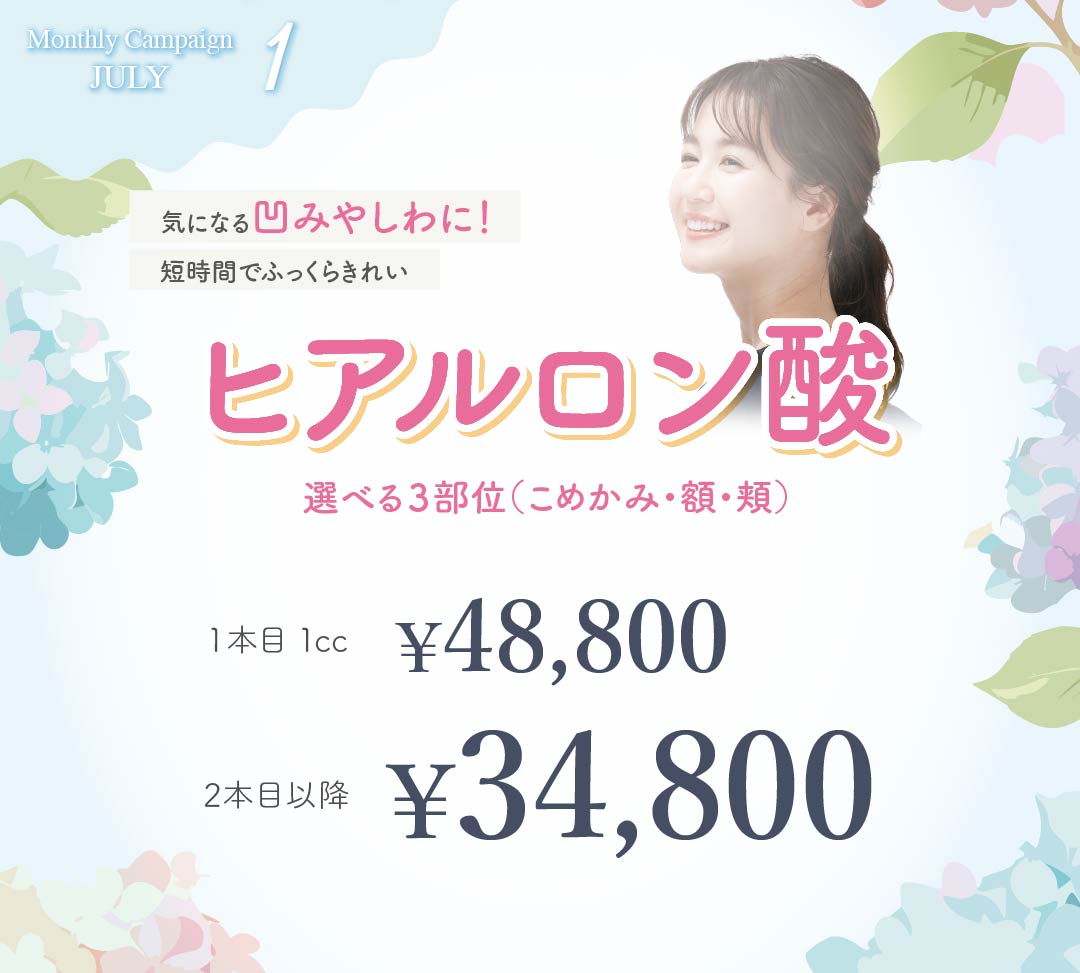 Monthly Campaign
JULY
1
気になる凹みやしわに!
短時間でふっくらきれい
ヒアルロン酸
選べる3部位(こめかみ・額・頬)
1本目 1cc ¥48,800
2本目以降 ¥34,800